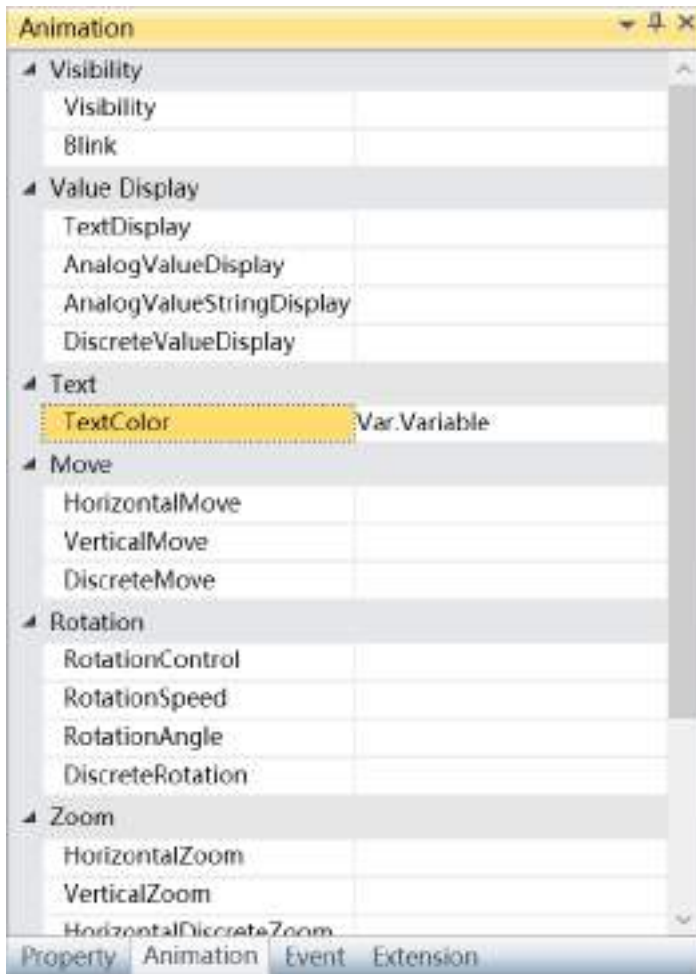 Animation
Visibility
Visibility
Blink
Value Display
TextDisplay
AnalogValueDisplay
AnalogValueStringDisplay
DiscreteValueDisplay
Text
TextColor Var.Variable
Move
HorizontalMove
VerticalMove
DiscreteMove
Rotation
RotationControl
RotationSpeed
RotationAngle
DiscreteRotation
Zoom
HorizontalZoom
VerticalZoom
HorizontalDiscreteZoom
Property Animation Event Extension